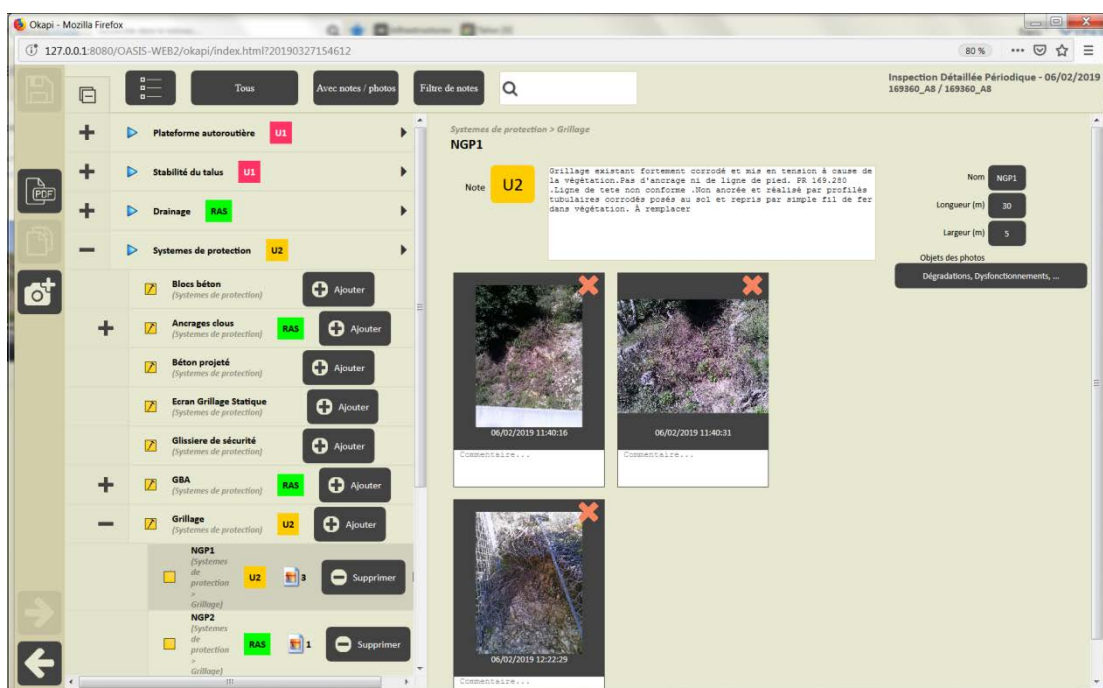 Okapi - Mozilla Firefox
127.0.0.1:8080/OASIS-WEB2/okapi/index.html?20190327154612
80 %
Tous
Avec notes / photos
Filtre de notes
Inspection Détaillée Périodique - 06/02/2019
169360_A8 / 169360_A8
PDF
Plateforme autoroutière U1
Stabilité du talus U1
Drainage RAS
Systemes de protection U2
Blocs béton
(Systemes de protection)
Ajouter
Ancrages clous
(Systemes de protection)
RAS
Ajouter
Béton projeté
(Systemes de protection)
Ajouter
Ecran Grillage Statique
(Systemes de protection)
Ajouter
Glissiere de sécurité
(Systemes de protection)
Ajouter
GBA
(Systemes de protection)
RAS
Ajouter
Grillage
(Systemes de protection)
U2
Ajouter
NGP1
(Systemes
de
protection
>
Grillage)
U2
3
Supprimer
NGP2
(Systemes
de
protection
>
Grillage)
RAS
1
Supprimer
Systemes de protection > Grillage
NGP1
Note
U2
Grillage existant fortement corrodé et mis en tension à cause de
la végétation.Pas d'ancrage ni de ligne de pied. PR 169.280
.Ligne de tete non conforme .Non ancrée et réalisé par profilés
tubulaires corrodés posés au sol et repris par simple fil de fer
dans végétation. À remplacer
Nom NGP1
Longueur (m) 30
Largeur (m) 5
Objets des photos
Dégradations, Dysfonctionnements, ...
06/02/2019 11:40:16
Commentaire...
06/02/2019 11:40:31
Commentaire...
06/02/2019 12:22:29
Commentaire...